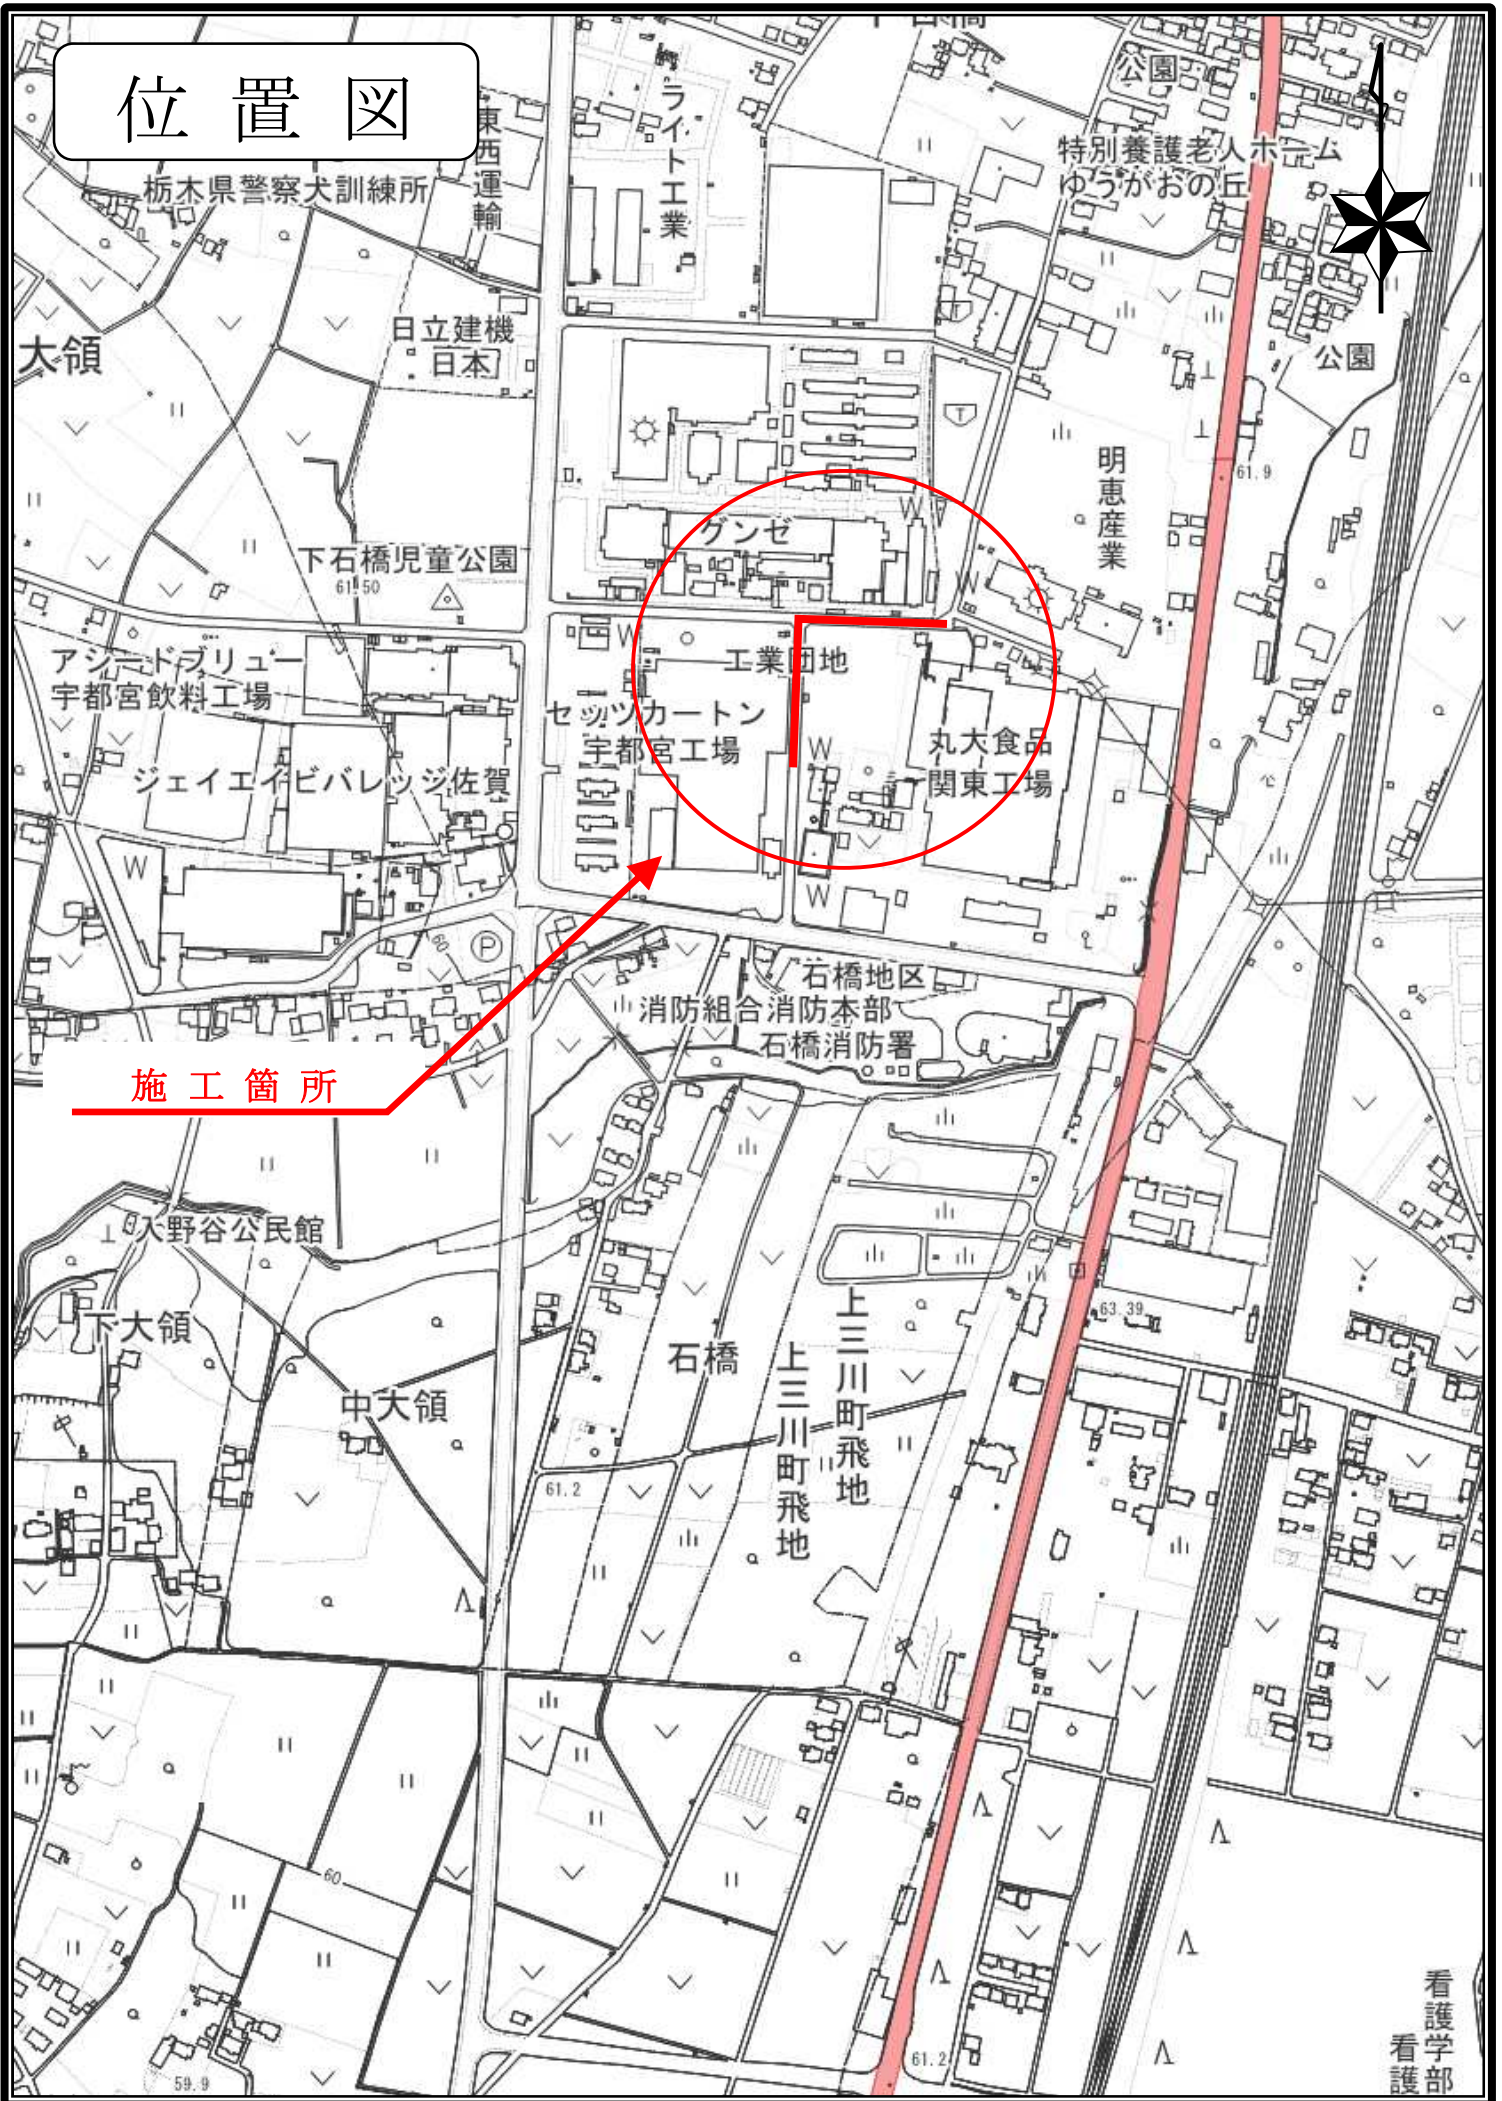 位置図
公園
東西運輸
ライト工業
特別養護老人ホーム
ゆうがおの丘
栃木県警察犬訓練所
日立建機
日本
大領
公園
T
T
明恵産業
61.9
グンゼ
W
下石橋児童公園
61.50
W
W
工業団地
アシードブリュー
宇都宮飲料工場
セッツカートン
宇都宮工場
W
丸大食品
関東工場
ジェイエイビバレッジ佐賀
W
W
60
P
石橋地区
消防組合消防本部
石橋消防署
施工箇所
入野谷公民館
下大領
63.39
石橋
上三川町飛地
上三川町飛地
中大領
61.2
60
看護学部
看護
61.2
59.9